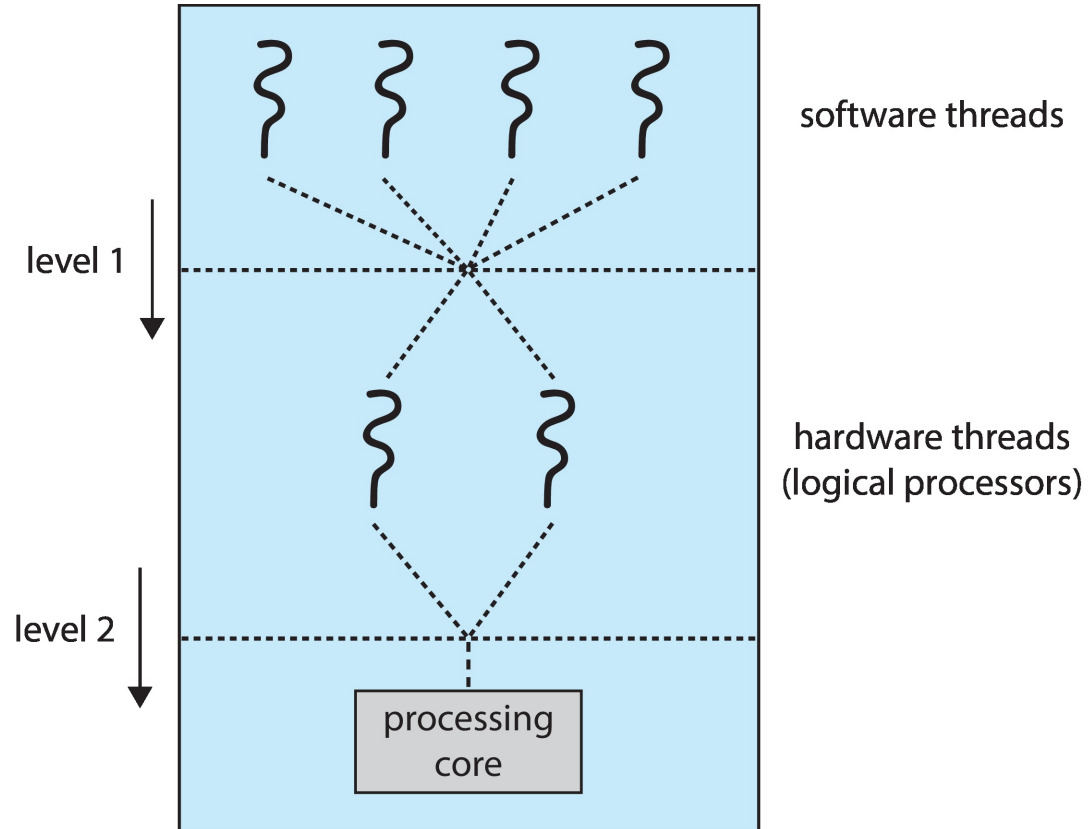 software threads
level 1
hardware threads
(logical processors)
level 2
processing
core